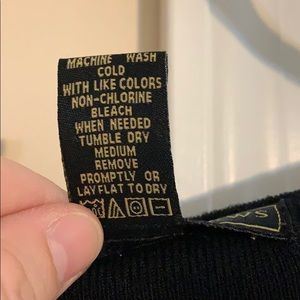 MACHINE WASH
COLD
WITH LIKE COLORS
NON-CHLORINE
BLEACH
WHEN NEEDED
TUMBLE DRY
MEDIUM
REMOVE
PROMPTLY OR
LAY FLAT TO DRY